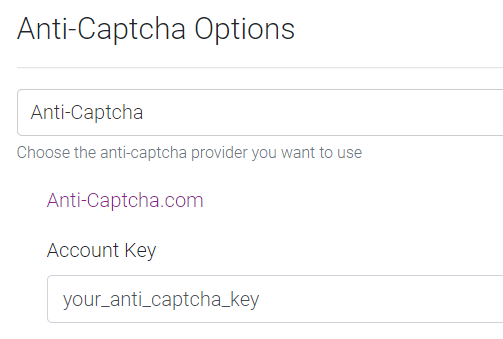 Anti-Captcha Options
Anti-Captcha
Choose the anti-captcha provider you want to use
Anti-Captcha.com
Account Key
your_anti_captcha_key